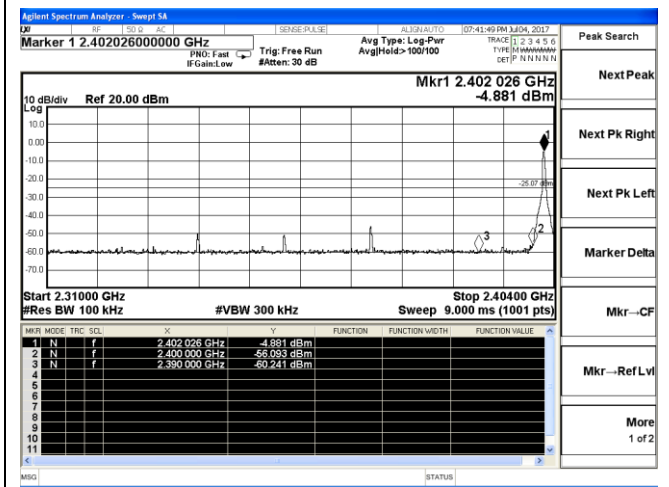 Agilent Spectrum Analyzer - Swept SA
LXI RF 50 Ω AC SENSE:PULSE ALIGNAUTO 07:41:49 PM Jul 04, 2017
Marker 1 2.402026000000 GHz
PNO: Fast
IFGain:Low
Trig: Free Run
#Atten: 30 dB
Avg Type: Log-Pwr
Avg|Hold:> 100/100
TRACE 1 2 3 4 5 6
TYPE M
DET P N N N N N
Peak Search
Next Peak
Next Pk Right
Next Pk Left
Marker Delta
Mkr→CF
Mkr→RefLvl
More
1 of 2
Mkr1 2.402 026 GHz
-4.881 dBm
10 dB/div Ref 20.00 dBm
Log
10.0
0.00
-10.0
-20.0
-30.0
-40.0
-50.0
-60.0
-70.0
1
-25.07 dBm
2
3
Start 2.31000 GHz Stop 2.40400 GHz
#Res BW 100 kHz #VBW 300 kHz Sweep 9.000 ms (1001 pts)
MKR MODE TRC SCL X Y FUNCTION FUNCTION WIDTH FUNCTION VALUE
1 N f 2.402 026 GHz -4.881 dBm
2 N f 2.400 000 GHz -56.093 dBm
3 N f 2.390 000 GHz -60.241 dBm
4
5
6
7
8
9
10
11
MSG STATUS